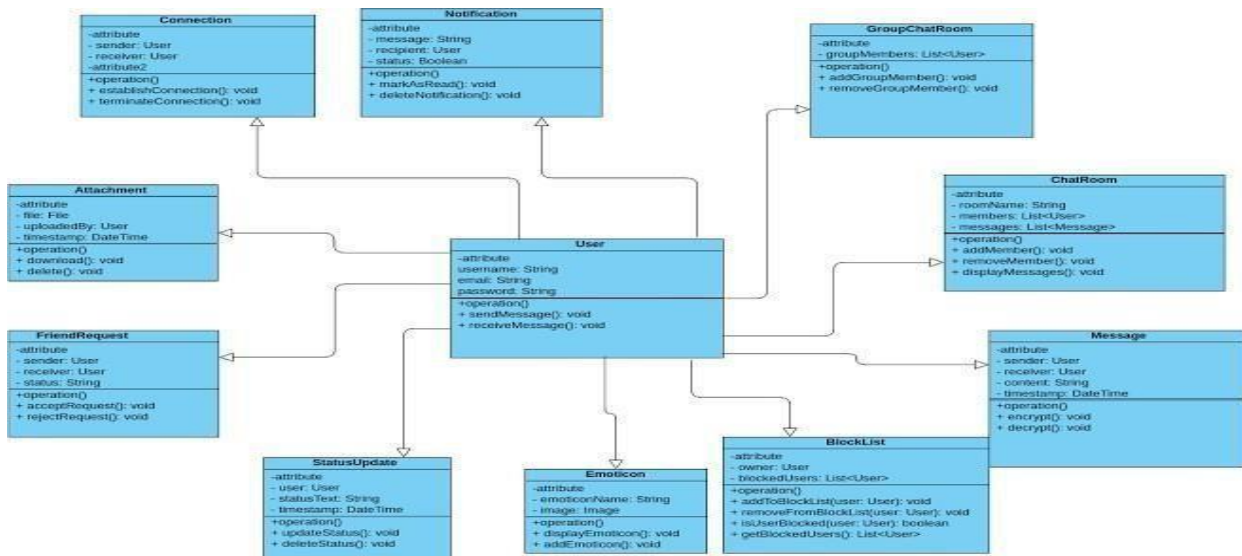 Connection
-attribute
- sender: User
- receiver: User
-attribute2
+operation()
+ establishConnection(): void
+ terminateConnection(): void
Notification
-attribute
- message: String
- recipient: User
- status: Boolean
+operation()
+ markAsRead(): void
+ deleteNotification(): void
GroupChatRoom
-attribute
- groupMembers: List<User>
+operation()
+ addGroupMember(): void
+ removeGroupMember(): void
Attachment
-attribute
- file: File
- uploadedBy: User
- timestamp: DateTime
+operation()
+ download(): void
+ delete(): void
ChatRoom
-attribute
- roomName: String
- members: List<User>
- messages: List<Message>
+operation()
+ addMember(): void
+ removeMember(): void
+ displayMessages(): void
User
-attribute
username: String
email: String
password: String
+operation()
+ sendMessage(): void
+ receiveMessage(): void
FriendRequest
-attribute
- sender: User
- receiver: User
- status: String
+operation()
+ acceptRequest(): void
+ rejectRequest(): void
Message
-attribute
- sender: User
- receiver: User
- content: String
- timestamp: DateTime
+operation()
+ encrypt(): void
+ decrypt(): void
StatusUpdate
-attribute
- user: User
- statusText: String
- timestamp: DateTime
+operation()
+ updateStatus(): void
+ deleteStatus(): void
Emoticon
-attribute
- emoticonName: String
- image: Image
+operation()
+ displayEmoticon(): void
+ addEmoticon(): void
BlockList
-attribute
- owner: User
- blockedUsers: List<User>
+operation()
+ addToBlockList(user: User): void
+ removeFromBlockList(user: User): void
+ isUserBlocked(user: User): boolean
+ getBlockedUsers(): List<User>